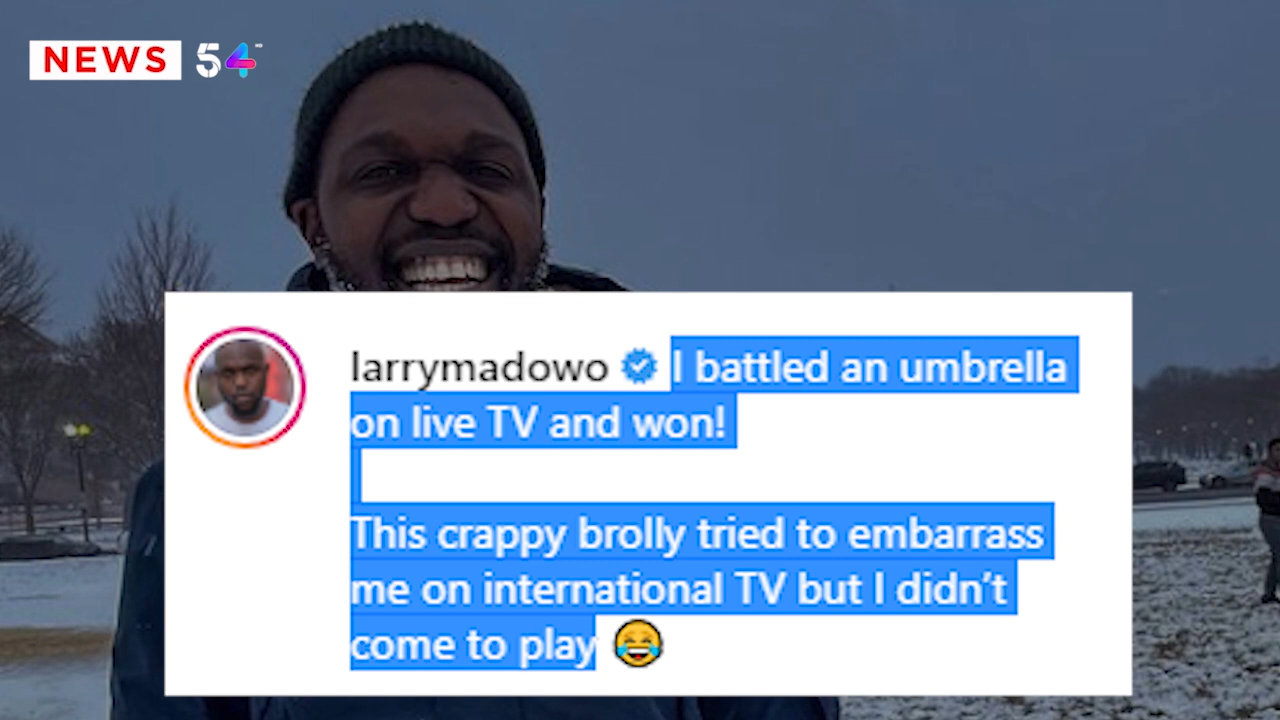 NEWS 54
larrymadowo I battled an umbrella
on live TV and won!
This crappy brolly tried to embarrass
me on international TV but I didn’t
come to play 😂